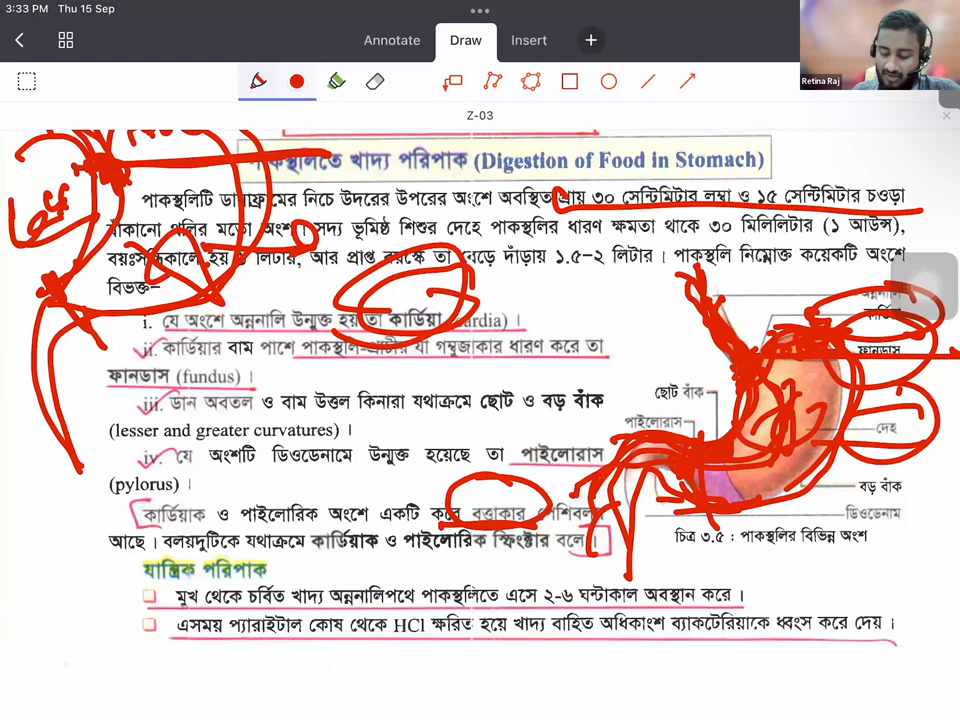 3:33 PM Thu 15 Sep
Annotate Draw Insert
Retina Raj
Z-03
পাকস্থলিতে খাদ্য পরিপাক (Digestion of Food in Stomach)
পাকস্থলিটি ডায়াফ্রামের নিচে উদরের উপরের অংশে অবস্থিত প্রায় ৩০ সেন্টিমিটার লম্বা ও ১৫ সেন্টিমিটার চওড়া
বাঁকানো থলির মতো অংশ। সদ্য ভূমিষ্ঠ শিশুর দেহে পাকস্থলির ধারণ ক্ষমতা থাকে ৩০ মিলিলিটার (১ আউন্স),
হয় লিটার, আর প্রাপ্ত বয়স্কে তা বেড়ে দাঁড়ায় ১.৫-২ লিটার। পাকস্থলি নিম্নোক্ত কয়েকটি অংশে
বিভক্ত-
i. যে অংশে অন্ননালি উন্মুক্ত হয় তা কার্ডিয়া (cardia)।
ii. কার্ডিয়ার বাম পাশে পাকস্থলি-প্রাচীর যা গম্বুজাকার ধারণ করে তা
ফানডাস (fundus)।
iii. ডান অবতল ও বাম উত্তল কিনারা যথাক্রমে ছোট ও বড় বাঁক
(lesser and greater curvatures)।
iv. যে অংশটি ডিওডেনামে উন্মুক্ত হয়েছে তা পাইলোরাস
(pylorus)।
কার্ডিয়াক ও পাইলোরিক অংশে একটি করে বৃত্তাকার পেশিবলয়
আছে। বলয়দুটিকে যথাক্রমে কার্ডিয়াক ও পাইলোরিক স্ফিংক্টার বলে।
অন্ননালি
কার্ডিয়া
ফানডাস
ছোট বাঁক
পাইলোরাস
দেহ
বড় বাঁক
ডিওডেনাম
চিত্র ৩.৫ : পাকস্থলির বিভিন্ন অংশ
যান্ত্রিক পরিপাক
মুখ থেকে চর্বিত খাদ্য অন্ননালিপথে পাকস্থলিতে এসে ২-৬ ঘন্টাকাল অবস্থান করে।
এসময় প্যারাইটাল কোষ থেকে HCl ক্ষরিত হয়ে খাদ্য বাহিত অধিকাংশ ব্যাকটেরিয়াকে ধ্বংস করে দেয়।